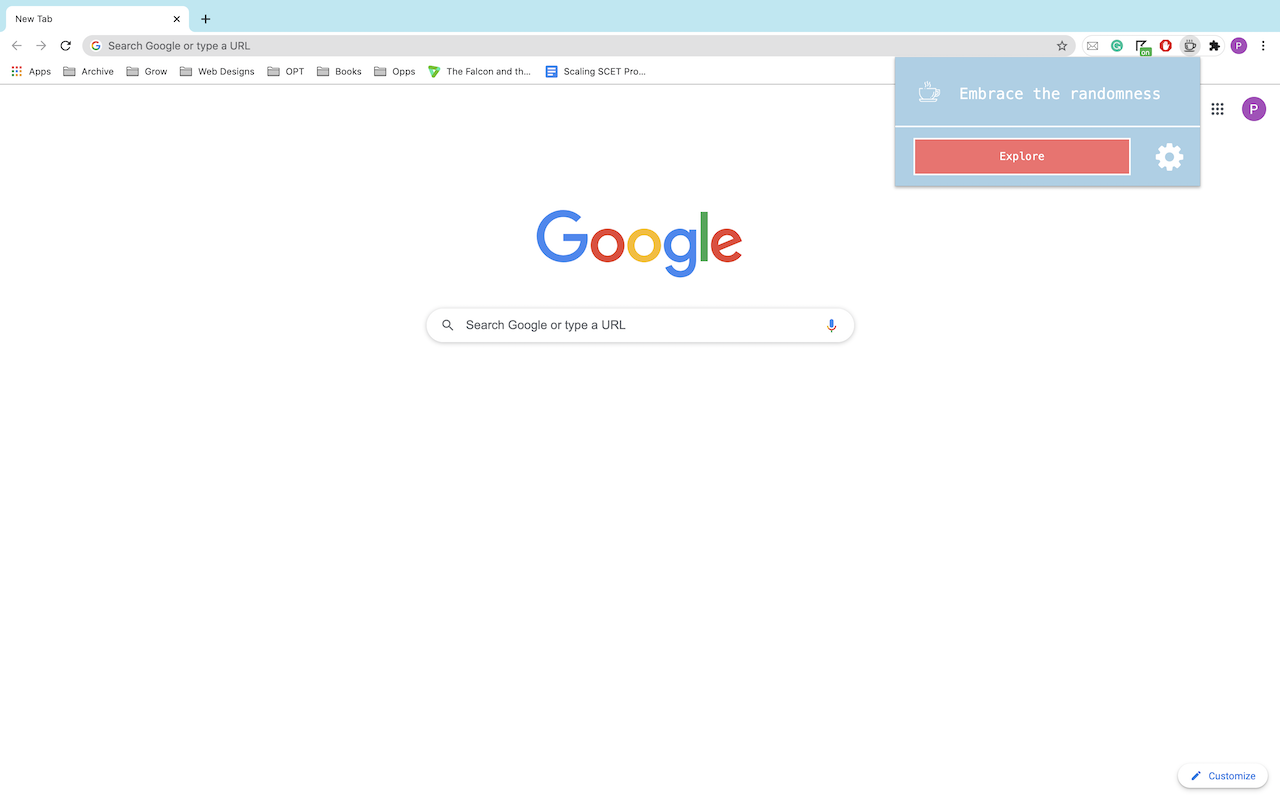 New Tab
Search Google or type a URL
on
P
Apps
Archive
Grow
Web Designs
OPT
Books
Opps
The Falcon and th...
Scaling SCET Pro...
Embrace the randomness
P
Explore
Google
Search Google or type a URL
Customize